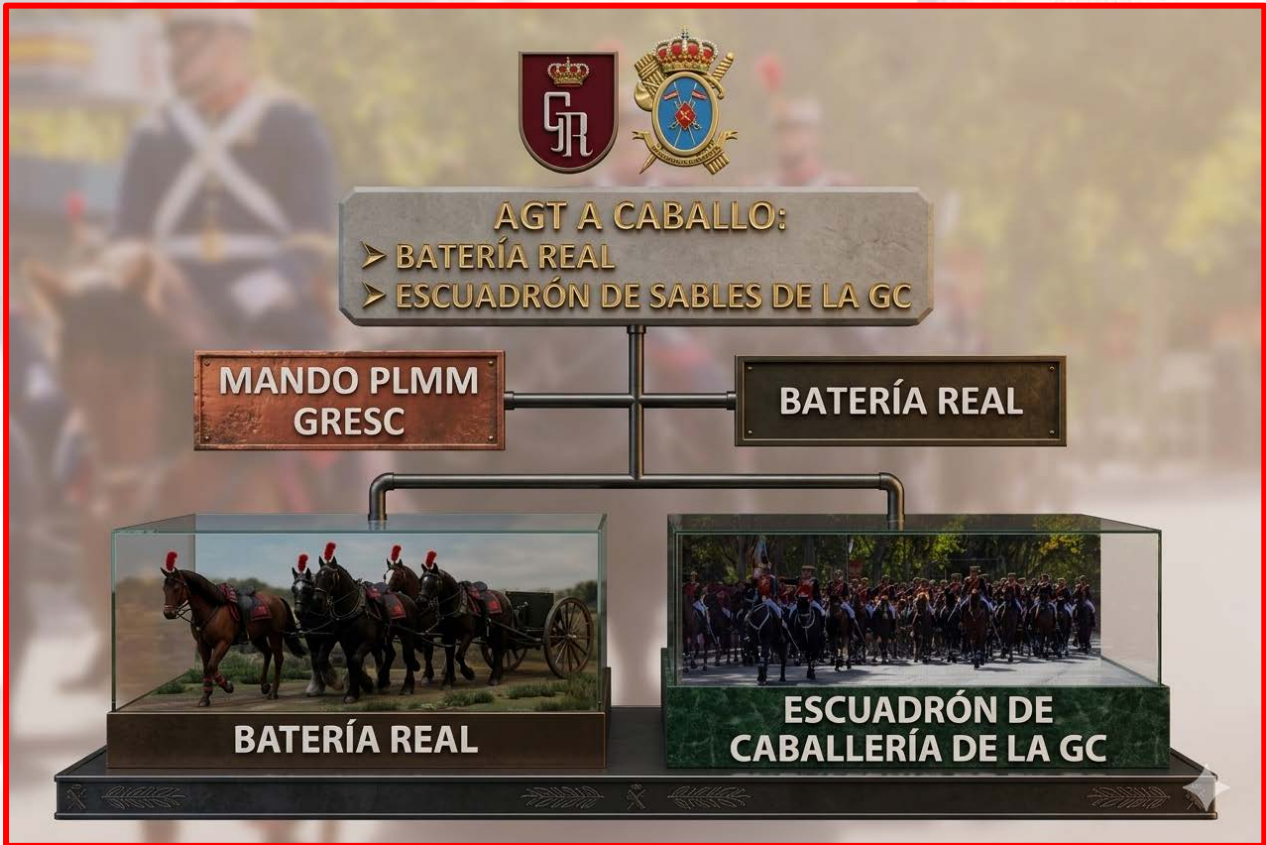 GR
AGT A CABALLO:
➤ BATERÍA REAL
➤ ESCUADRÓN DE SABLES DE LA GC
MANDO PLMM
GRESC
BATERÍA REAL
BATERÍA REAL
ESCUADRÓN DE
CABALLERÍA DE LA GC